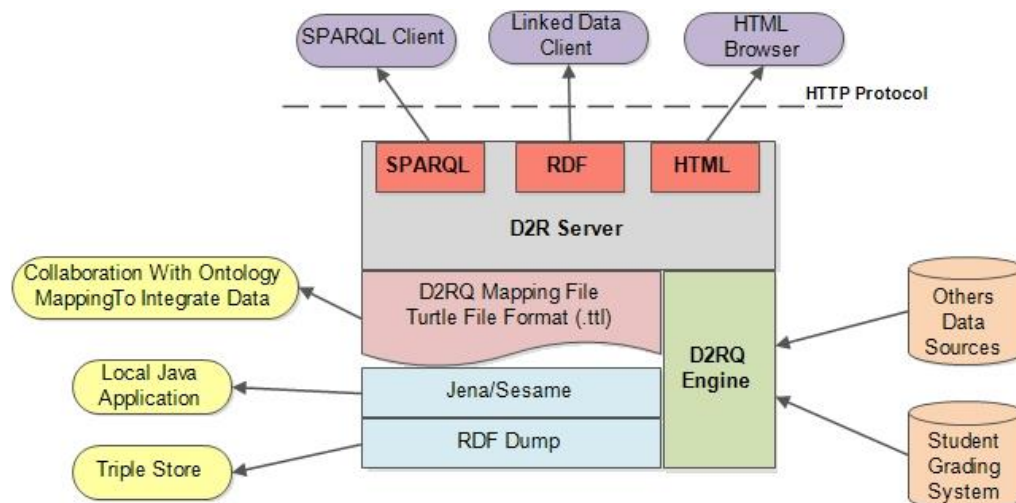 SPARQL Client
Linked Data
Client
HTML
Browser
HTTP Protocol
SPARQL
RDF
HTML
D2R Server
Collaboration With Ontology
MappingTo Integrate Data
D2RQ Mapping File
Turtle File Format (.ttl)
Others
Data
Sources
D2RQ
Engine
Local Java
Application
Jena/Sesame
RDF Dump
Triple Store
Student
Grading
System